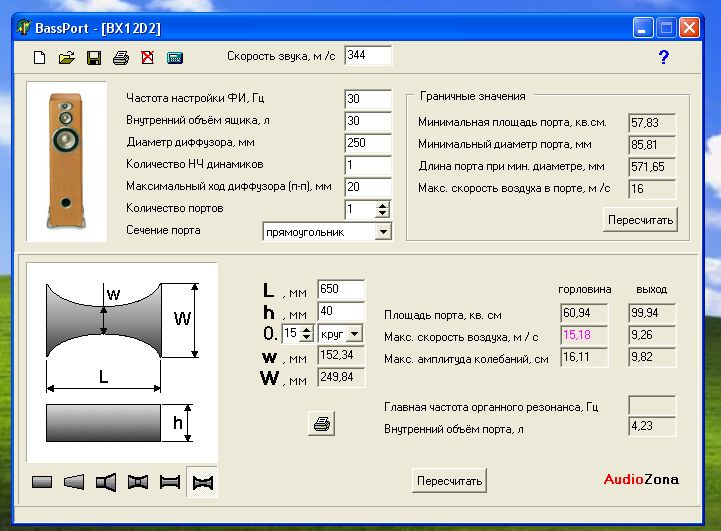 BassPort - [BX12D2]
Скорость звука, м /с 344 ?
Частота настройки ФИ, Гц 30
Внутренний объём ящика, л 30
Диаметр диффузора, мм 250
Количество НЧ динамиков 1
Максимальный ход диффузора (п-п), мм 20
Количество портов 1
Сечение порта прямоугольник
Граничные значения
Минимальная площадь порта, кв.см. 57,83
Минимальный диаметр порта, мм 85,81
Длина порта при мин. диаметре, мм 571,65
Макс. скорость воздуха в порте, м /с 16
Пересчитать
w
W
L
h
L , мм 650
h , мм 40
0. 15 круг
w , мм 152,34
W , мм 249,84
горловина выход
Площадь порта, кв. см 60,94 99,94
Макс. скорость воздуха, м / с 15,18 9,26
Макс. амплитуда колебаний, см 16,11 9,82
Главная частота органного резонанса, Гц
Внутренний объём порта, л 4,23
Пересчитать
AudioZona